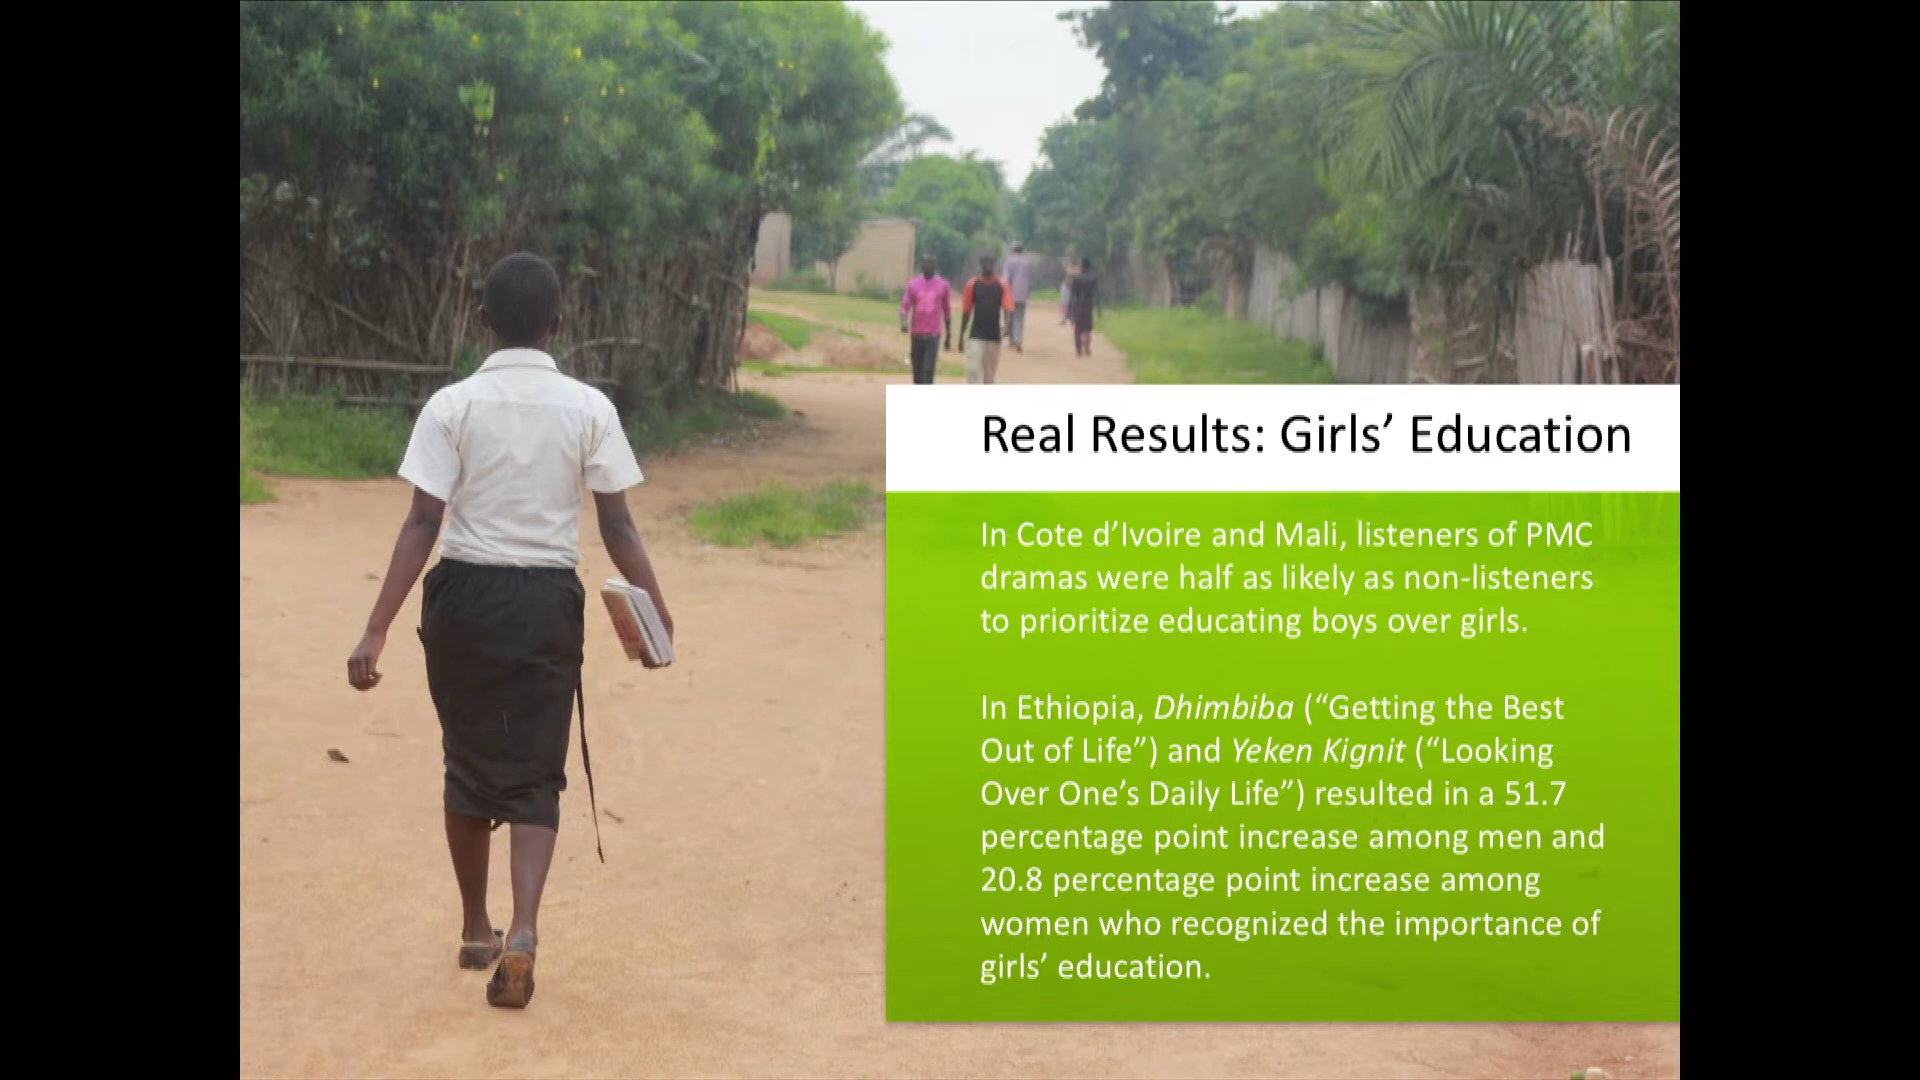 Real Results: Girls’ Education
In Cote d’Ivoire and Mali, listeners of PMC
dramas were half as likely as non-listeners
to prioritize educating boys over girls.
In Ethiopia, Dhimbiba (“Getting the Best
Out of Life”) and Yeken Kignit (“Looking
Over One’s Daily Life”) resulted in a 51.7
percentage point increase among men and
20.8 percentage point increase among
women who recognized the importance of
girls’ education.